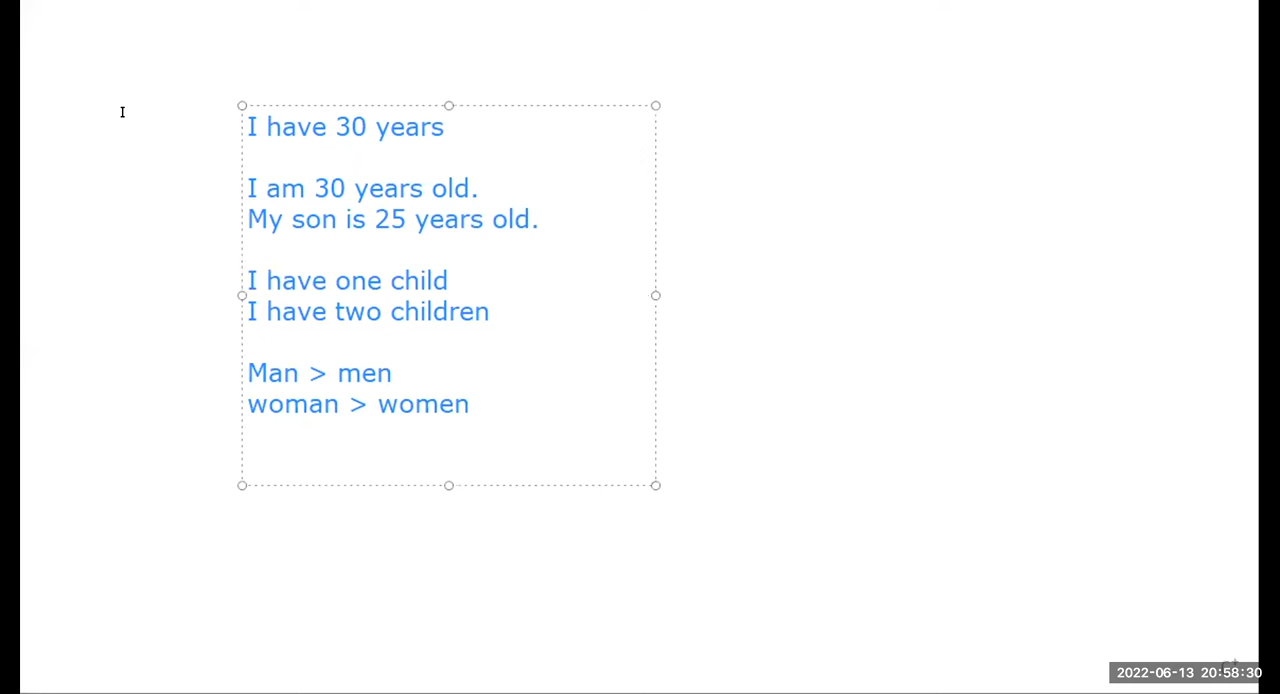 I have 30 years
I am 30 years old.
My son is 25 years old.
I have one child
I have two children
Man > men
woman > women
2022-06-13 20:58:30